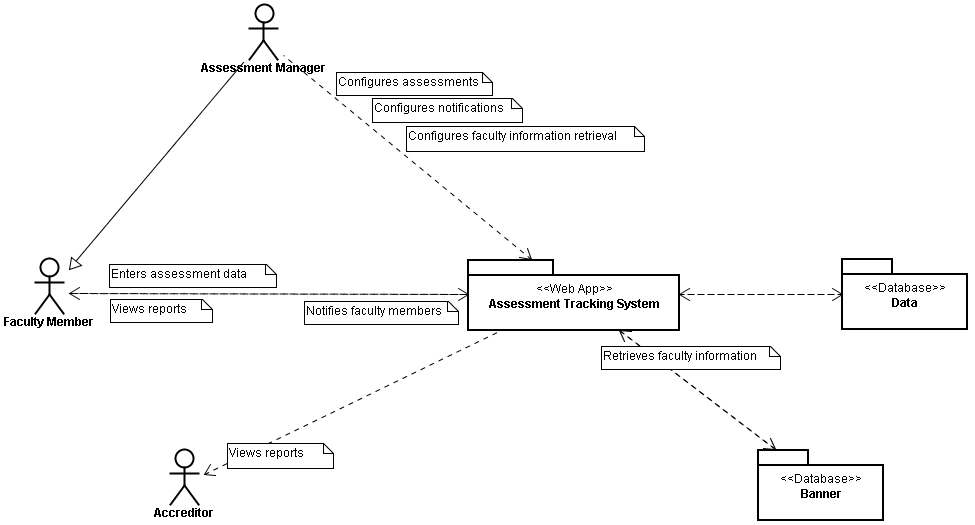 Assessment Manager
Configures assessments
Configures notifications
Configures faculty information retrieval
Enters assessment data
Views reports
Faculty Member
Notifies faculty members
<<Web App>>
Assessment Tracking System
<<Database>>
Data
Retrieves faculty information
Views reports
Accreditor
<<Database>>
Banner